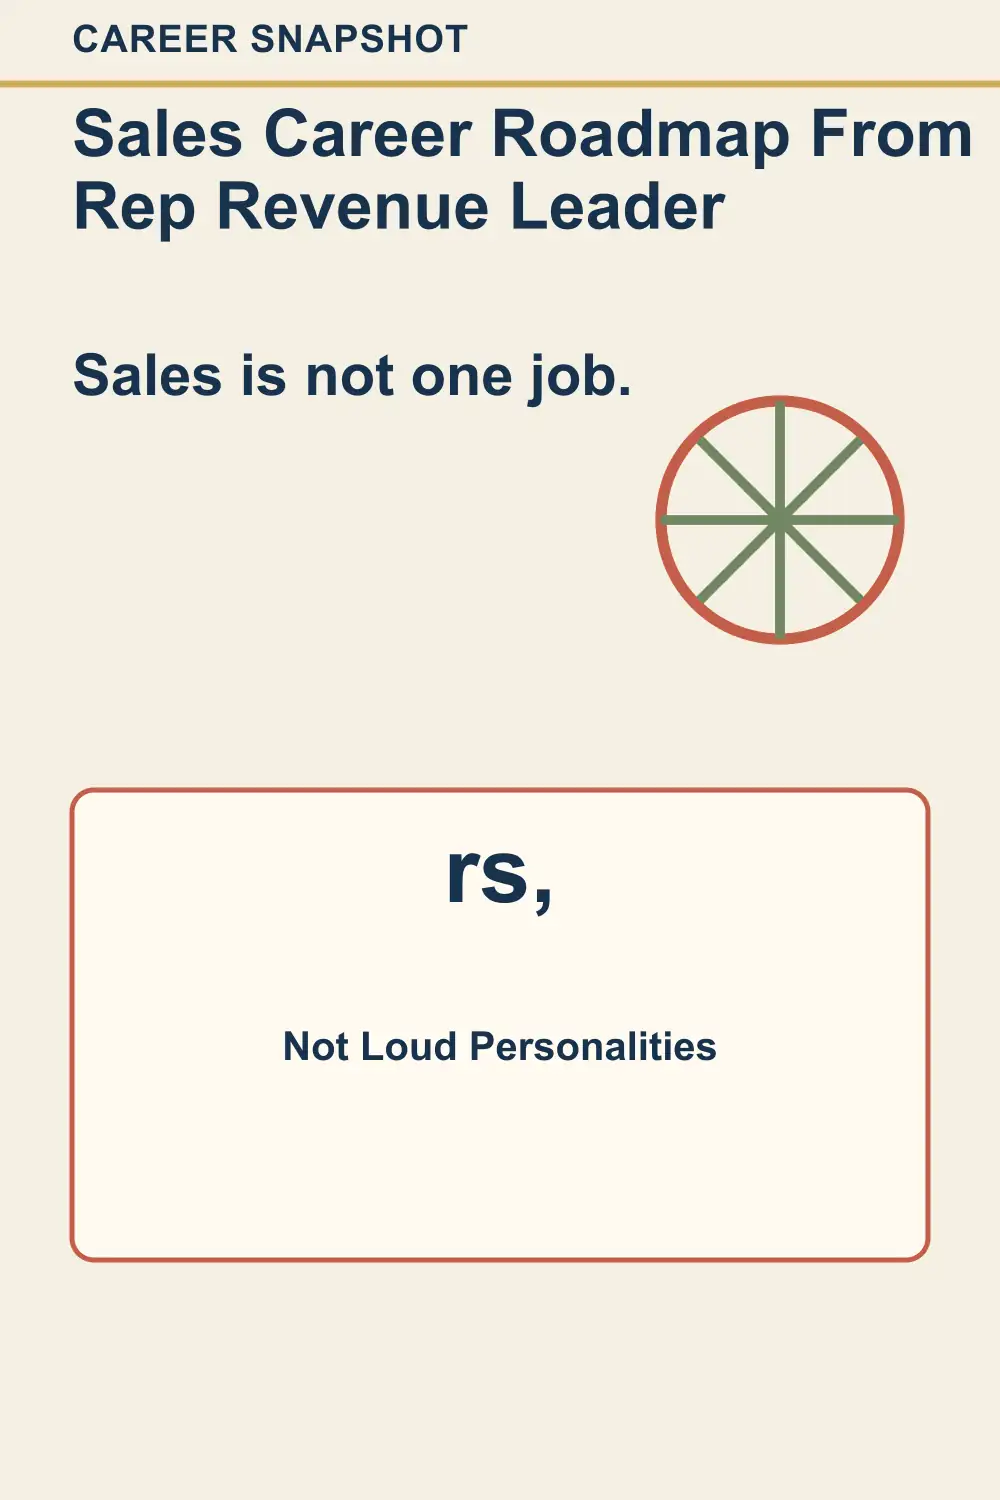 CAREER SNAPSHOT
Sales Career Roadmap From
Rep Revenue Leader
Sales is not one job.
rs,
Not Loud Personalities